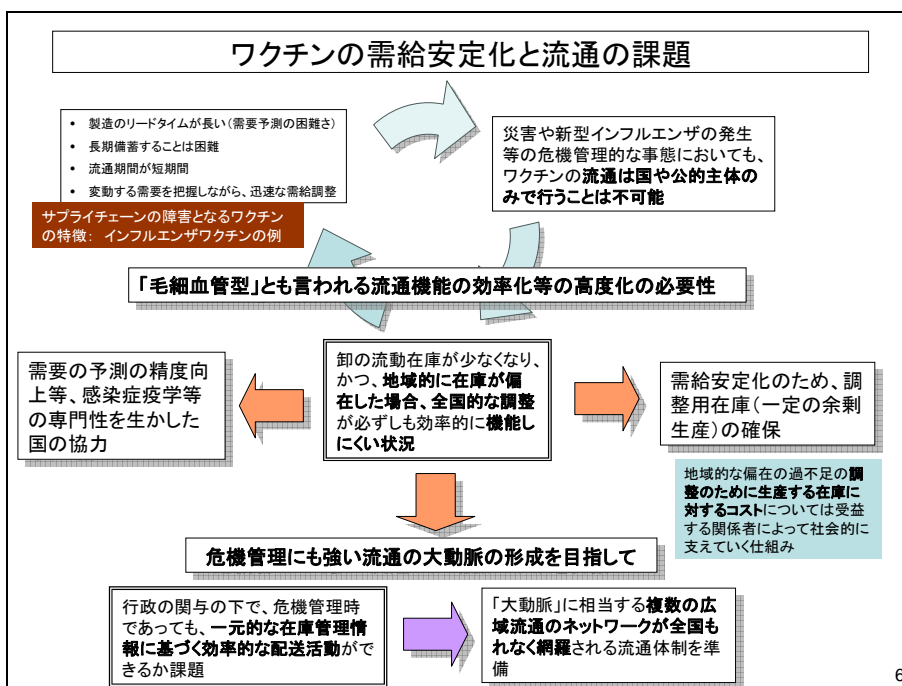 ワクチンの需給安定化と流通の課題
• 製造のリードタイムが長い（需要予測の困難さ）
• 長期備蓄することは困難
• 流通期間が短期間
• 変動する需要を把握しながら、迅速な需給調整
サプライチェーンの障害となるワクチン
の特徴： インフルエンザワクチンの例
災害や新型インフルエンザの発生
等の危機管理的な事態においても、
ワクチンの流通は国や公的主体の
みで行うことは不可能
「毛細血管型」とも言われる流通機能の効率化等の高度化の必要性
需要の予測の精度向
上等、感染症疫学等
の専門性を生かした
国の協力
卸の流動在庫が少なくなり、
かつ、地域的に在庫が偏
在した場合、全国的な調整
が必ずしも効率的に機能し
にくい状況
需給安定化のため、調
整用在庫（一定の余剰
生産）の確保
地域的な偏在の過不足の調
整のために生産する在庫に
対するコストについては受益
する関係者によって社会的に
支えていく仕組み
危機管理にも強い流通の大動脈の形成を目指して
行政の関与の下で、危機管理時
であっても、一元的な在庫管理情
報に基づく効率的な配送活動がで
きるか課題
「大動脈」に相当する複数の広
域流通のネットワークが全国も
れなく網羅される流通体制を準
備
6